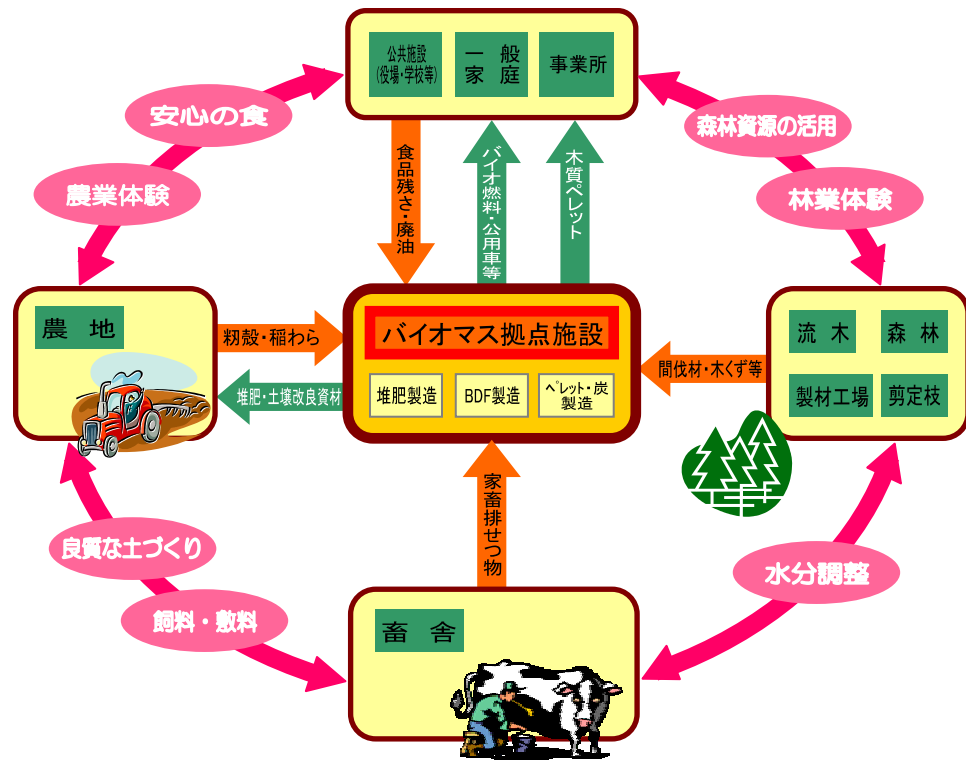 公共施設
(役場・学校等)
一般
家庭
事業所
安心の食
農業体験
森林資源の活用
林業体験
食品残さ・廃油
バイオ燃料・公用車等
木質ペレット
農地
籾殻・稲わら
堆肥・土壌改良資材
バイオマス拠点施設
堆肥製造
BDF製造
ペレット・炭
製造
間伐材・木くず等
流木
森林
製材工場
剪定枝
家畜排せつ物
良質な土づくり
飼料・敷料
水分調整
畜舎